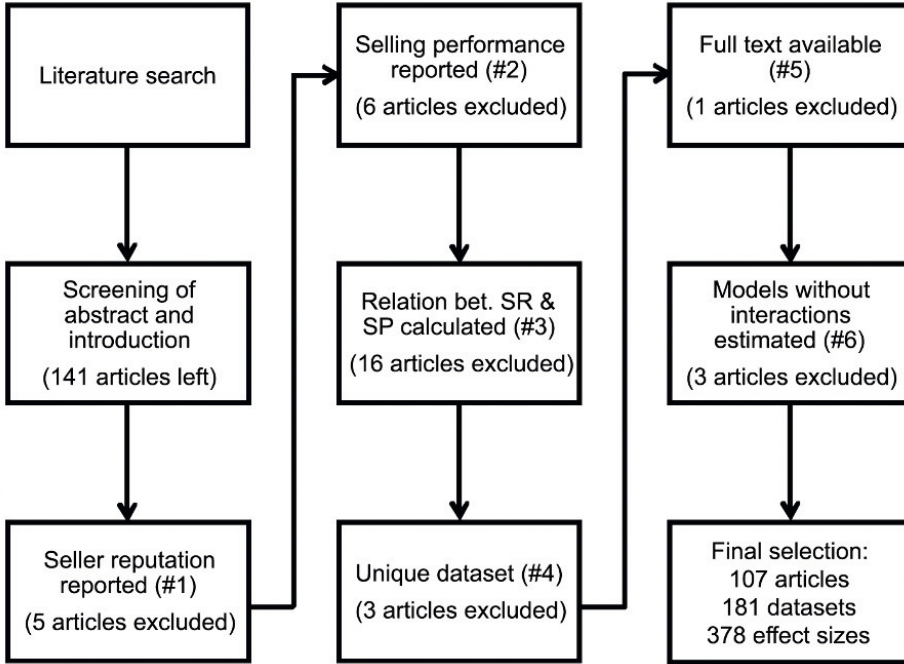 Literature search
Screening of
abstract and
introduction
(141 articles left)
Seller reputation
reported (#1)
(5 articles excluded)
Selling performance
reported (#2)
(6 articles excluded)
Relation bet. SR &
SP calculated (#3)
(16 articles excluded)
Unique dataset (#4)
(3 articles excluded)
Full text available
(#5)
(1 articles excluded)
Models without
interactions
estimated (#6)
(3 articles excluded)
Final selection:
107 articles
181 datasets
378 effect sizes